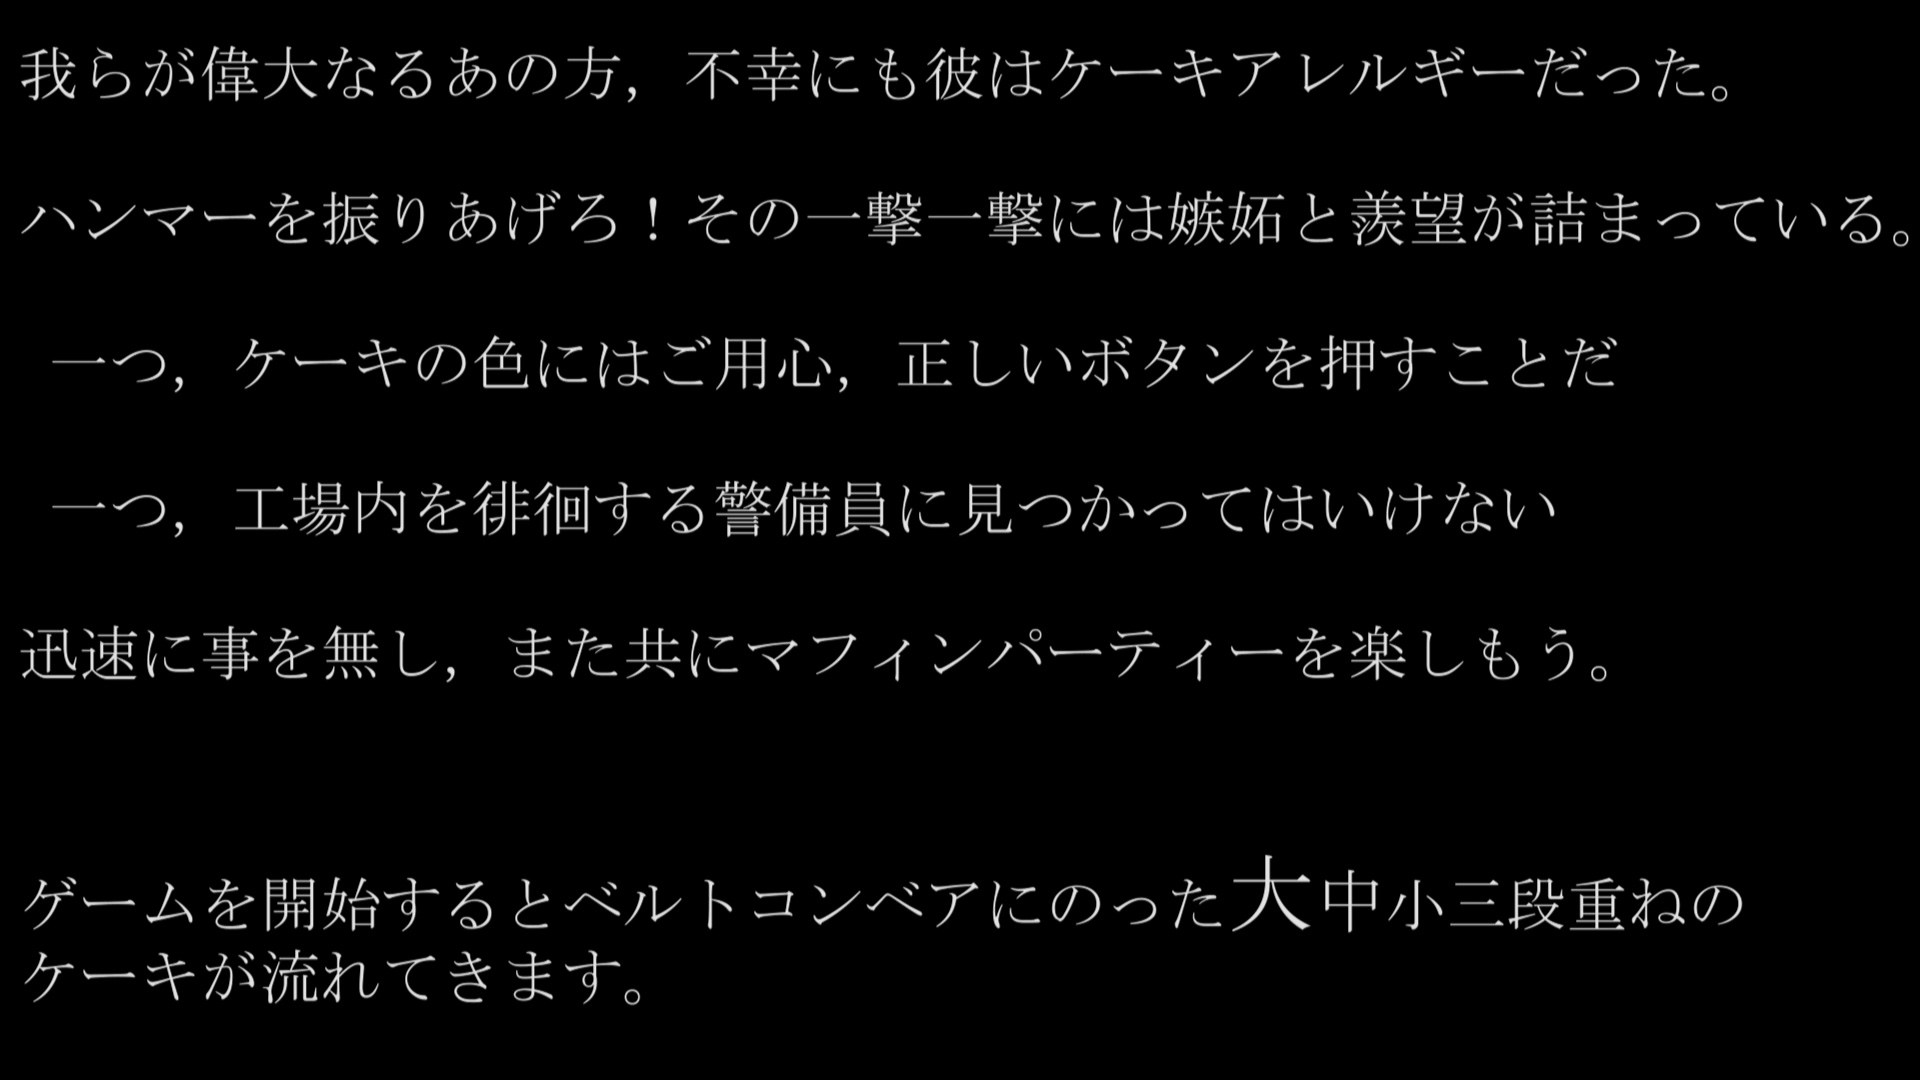 我らが偉大なるあの方，不幸にも彼はケーキアレルギーだった。
ハンマーを振りあげろ！その一撃一撃には嫉妬と羨望が詰まっている。
一つ，ケーキの色にはご用心，正しいボタンを押すことだ
一つ，工場内を徘徊する警備員に見つかってはいけない
迅速に事を無し，また共にマフィンパーティーを楽しもう。
ゲームを開始するとベルトコンベアにのった大中小三段重ねの
ケーキが流れてきます。